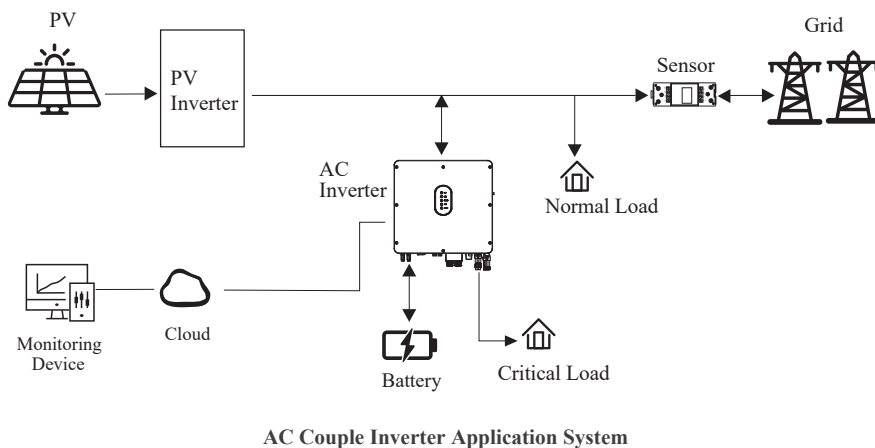 PV
Grid
PV
Inverter
Sensor
AC
Inverter
Normal Load
Monitoring
Device
Cloud
Battery
Critical Load
AC Couple Inverter Application System